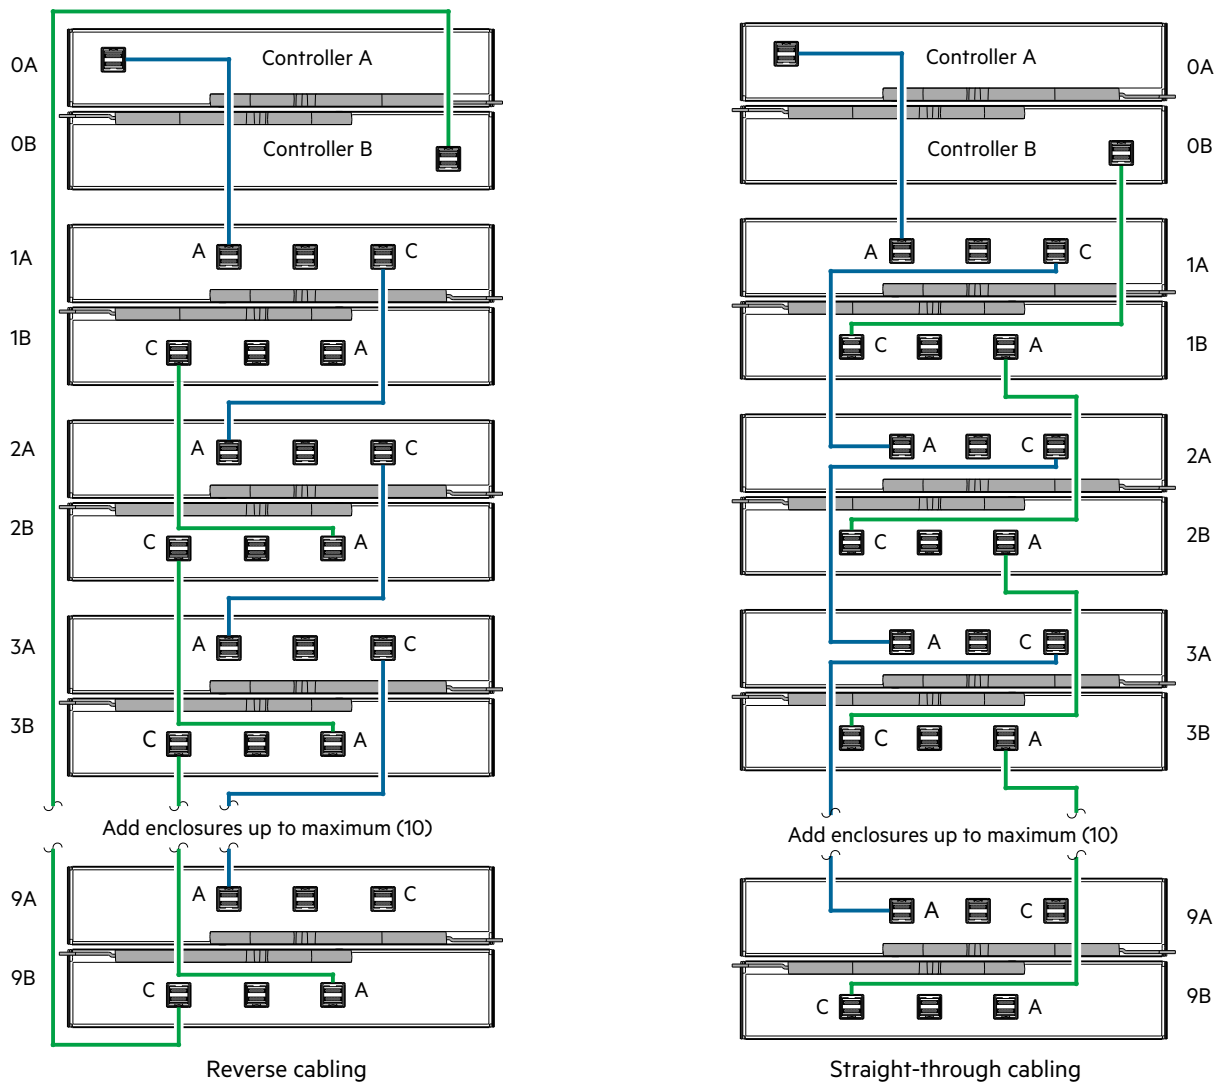 0A
Controller A
0B
Controller B
1A
A
C
1B
C
A
2A
A
C
2B
C
A
3A
A
C
3B
C
A
Add enclosures up to maximum (10)
9A
A
C
9B
C
A
Reverse cabling
Controller A
0A
Controller B
0B
A
C
1A
C
A
1B
A
C
2A
C
A
2B
A
C
3A
C
A
3B
Add enclosures up to maximum (10)
A
C
9A
C
A
9B
Straight-through cabling